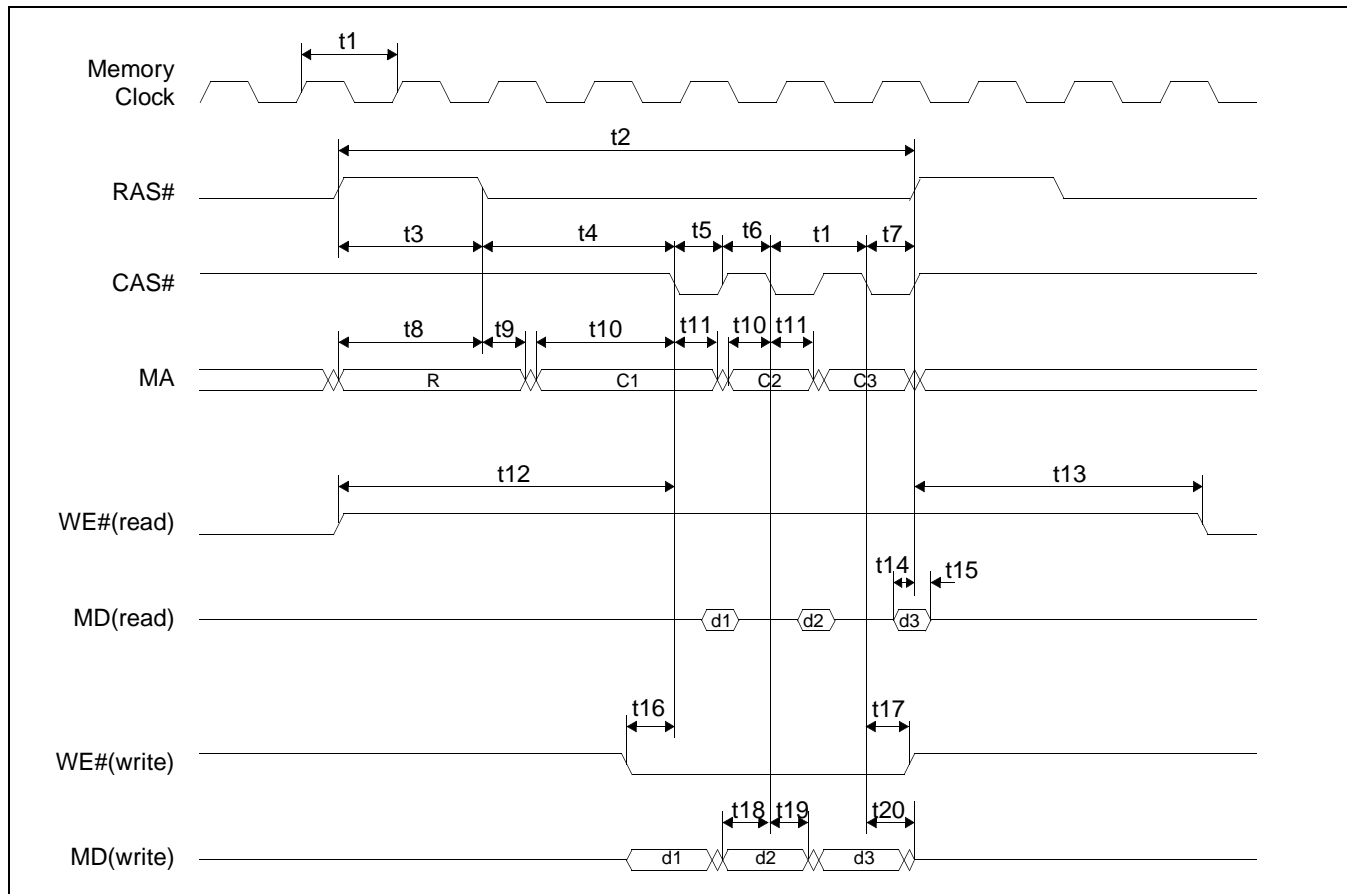 t1
Memory
Clock
t2
RAS#
t3 t4 t5 t6 t1 t7
CAS#
t8 t9 t10 t11 t10 t11
MA
R C1 C2 C3
t12 t13
WE#(read)
t14 t15
MD(read)
d1 d2 d3
t16 t17
WE#(write)
t18 t19 t20
MD(write)
d1 d2 d3